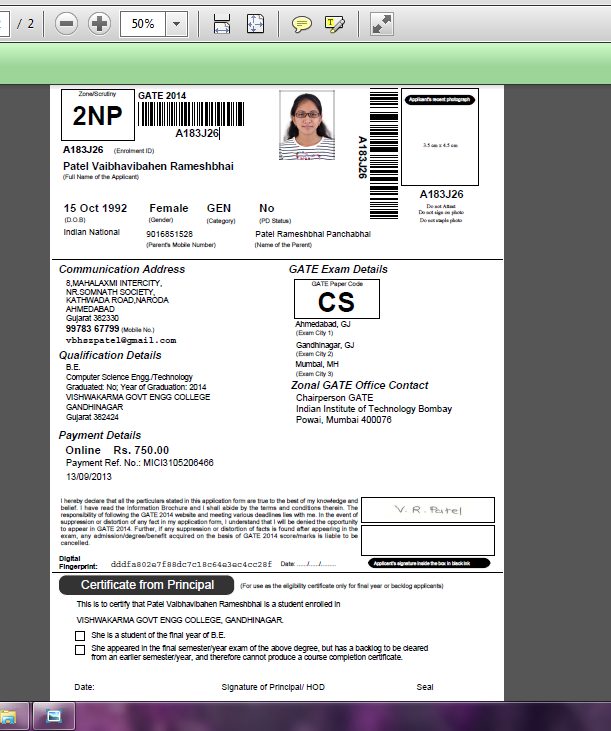 / 2
50%
Zone/Scrutiny
2NP
GATE 2014
A183J26
A183J26 (Enrolment ID)
Patel Vaibhavibahen Rameshbhai
(Full Name of the Applicant)
A183J26
Applicant's recent photograph
3.5 cm x 4.5 cm
A183J26
Do not Attest
Do not sign on photo
Do not staple photo
15 Oct 1992 Female GEN No
(D.O.B) (Gender) (Category) (PD Status)
Indian National 9016851528 Patel Rameshbhai Panchabhai
(Parent's Mobile Number) (Name of the Parent)
Communication Address
8,MAHALAXMI INTERCITY,
NR.SOMNATH SOCIETY,
KATHWADA ROAD,NARODA
AHMEDABAD
Gujarat 382330
99783 67799 (Mobile No.)
vbhszpatel@gmail.com
Qualification Details
B.E.
Computer Science Engg./Technology
Graduated: No; Year of Graduation: 2014
VISHWAKARMA GOVT ENGG COLLEGE
GANDHINAGAR
Gujarat 382424
GATE Exam Details
GATE Paper Code
CS
Ahmedabad, GJ
(Exam City 1)
Gandhinagar, GJ
(Exam City 2)
Mumbai, MH
(Exam City 3)
Zonal GATE Office Contact
Chairperson GATE
Indian Institute of Technology Bombay
Powai, Mumbai 400076
Payment Details
Online Rs. 750.00
Payment Ref. No.: MICI3105206466
13/09/2013
I hereby declare that all the particulars stated in this application form are true to the best of my knowledge and
belief. I have read the Information Brochure and I shall abide by the terms and conditions therein. The
responsibility of following the GATE 2014 website and meeting various deadlines lies with me. In the event of
suppression or distortion of any fact in my application form, I understand that I will be denied the opportunity
to appear in GATE 2014. Further, if any suppression or distortion of facts is found after appearing in the
exam, any admission/degree/benefit acquired on the basis of GATE 2014 score/marks is liable to be
cancelled.
V. R. Patel
Digital
Fingerprint: dddfa802e7f88dc7c18c64e3ec4cc28f Date: ...../...../.........
Applicant's signature inside the box in black ink
Certificate from Principal (For use as the eligibility certificate only for final year or backlog applicants)
This is to certify that Patel Vaibhavibahen Rameshbhai is a student enrolled in
VISHWAKARMA GOVT ENGG COLLEGE, GANDHINAGAR.
She is a student of the final year of B.E.
She appeared in the final semester/year exam of the above degree, but has a backlog to be cleared
from an earlier semester/year, and therefore cannot produce a course completion certificate.
Date: Signature of Principal/ HOD Seal